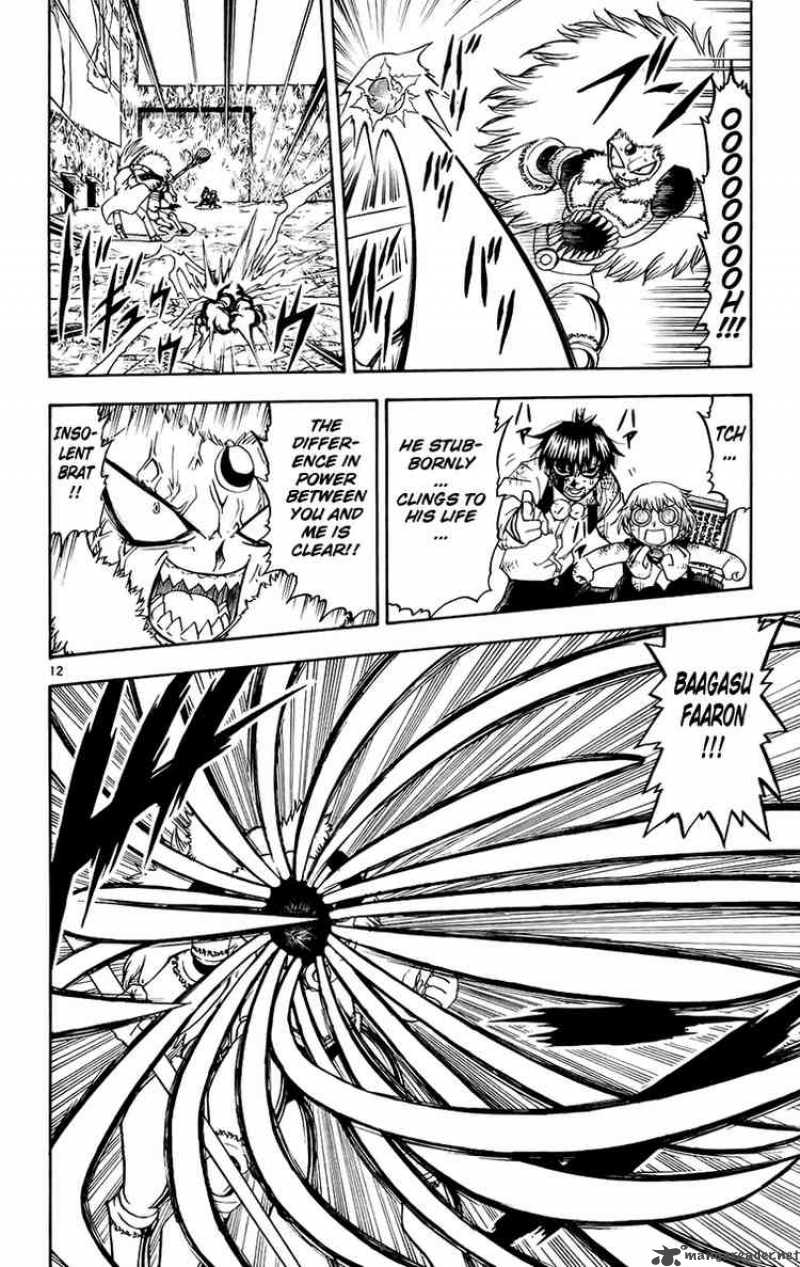 OOOOOOOOH!!!
TCH
...
HE STUB-
BORNLY
...
CLINGS TO
HIS LIFE
...
THE
DIFFER-
ENCE IN
POWER
BETWEEN
YOU AND
ME IS
CLEAR!!
INSO-
LENT
BRAT
!!
12
BAAGASU
FAARON
!!!
mangareader.net